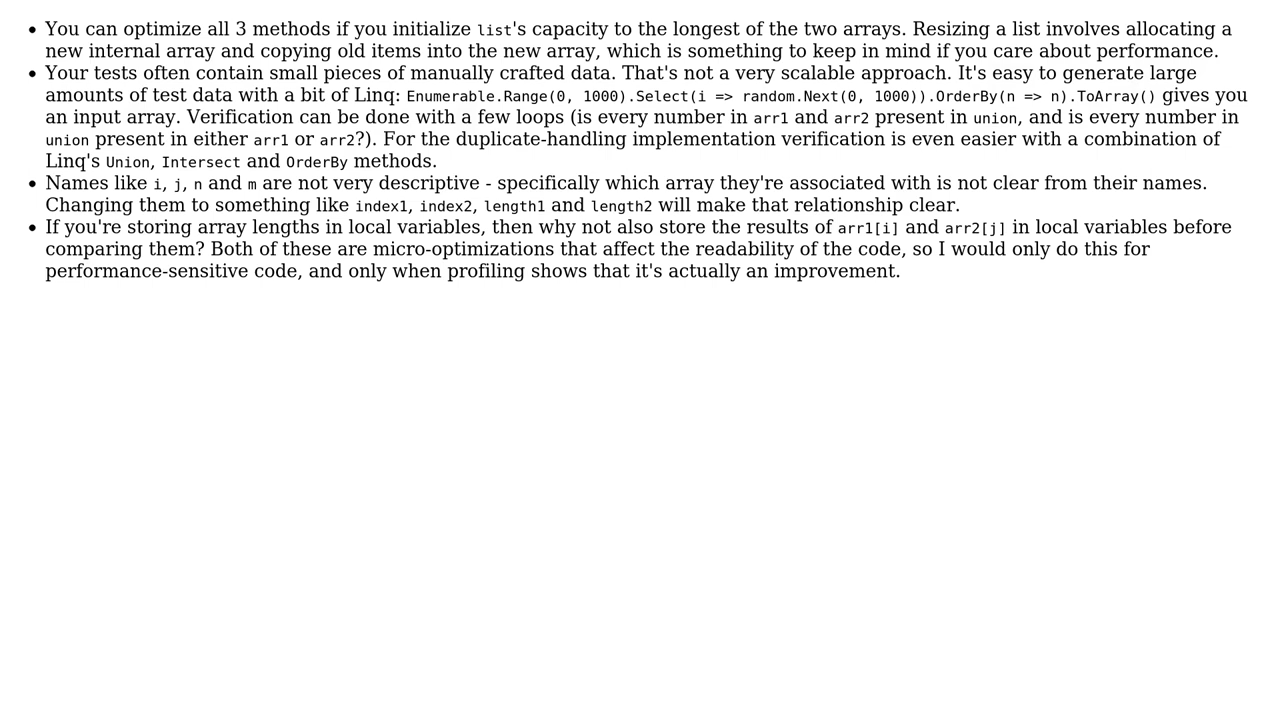 • You can optimize all 3 methods if you initialize list's capacity to the longest of the two arrays. Resizing a list involves allocating a
new internal array and copying old items into the new array, which is something to keep in mind if you care about performance.
• Your tests often contain small pieces of manually crafted data. That's not a very scalable approach. It's easy to generate large
amounts of test data with a bit of Linq: Enumerable.Range(0, 1000).Select(i => random.Next(0, 1000)).OrderBy(n => n).ToArray() gives you
an input array. Verification can be done with a few loops (is every number in arr1 and arr2 present in union, and is every number in
union present in either arr1 or arr2?). For the duplicate-handling implementation verification is even easier with a combination of
Linq's Union, Intersect and OrderBy methods.
• Names like i, j, n and m are not very descriptive - specifically which array they're associated with is not clear from their names.
Changing them to something like index1, index2, length1 and length2 will make that relationship clear.
• If you're storing array lengths in local variables, then why not also store the results of arr1[i] and arr2[j] in local variables before
comparing them? Both of these are micro-optimizations that affect the readability of the code, so I would only do this for
performance-sensitive code, and only when profiling shows that it's actually an improvement.